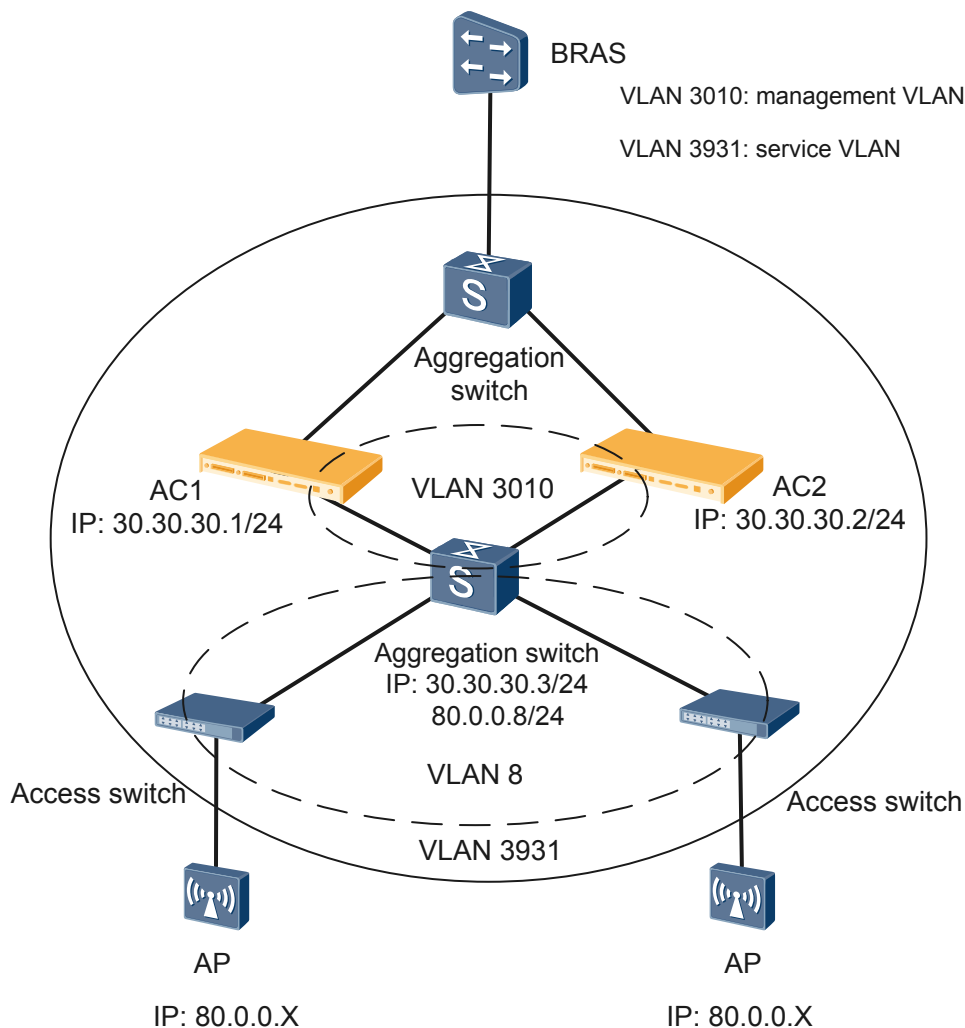 BRAS
VLAN 3010: management VLAN
VLAN 3931: service VLAN
S
Aggregation
switch
AC1
IP: 30.30.30.1/24
VLAN 3010
AC2
IP: 30.30.30.2/24
S
Aggregation switch
IP: 30.30.30.3/24
80.0.0.8/24
VLAN 8
Access switch
Access switch
VLAN 3931
AP
IP: 80.0.0.X
AP
IP: 80.0.0.X